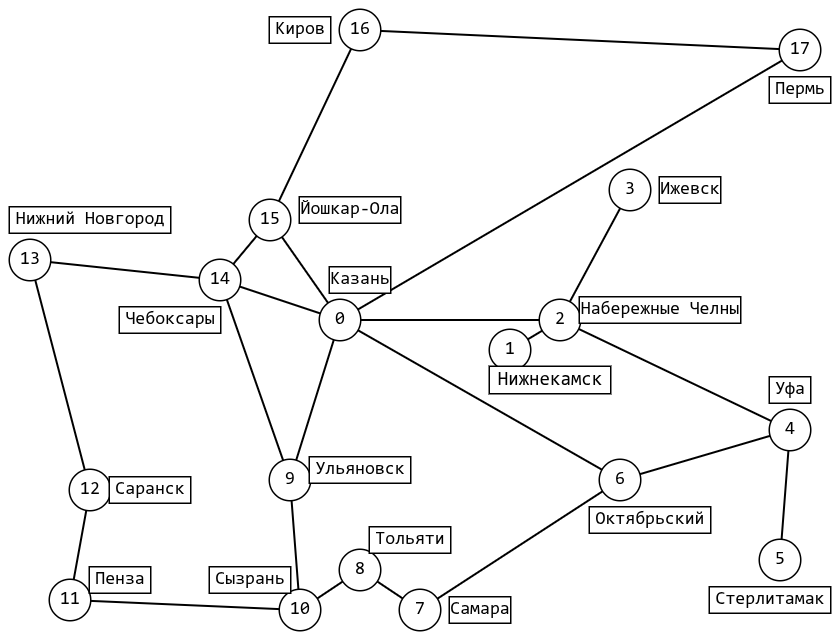 Киров 16
17
Пермь
3 Ижевск
Йошкар-Ола
15
Нижний Новгород
13
14
Казань
Чебоксары
0
2 Набережные Челны
1
Нижнекамск
Уфа
4
9 Ульяновск
6
Октябрьский
12 Саранск
Тольяти
8
5
Стерлитамак
Пенза
11
Сызрань
10
7 Самара